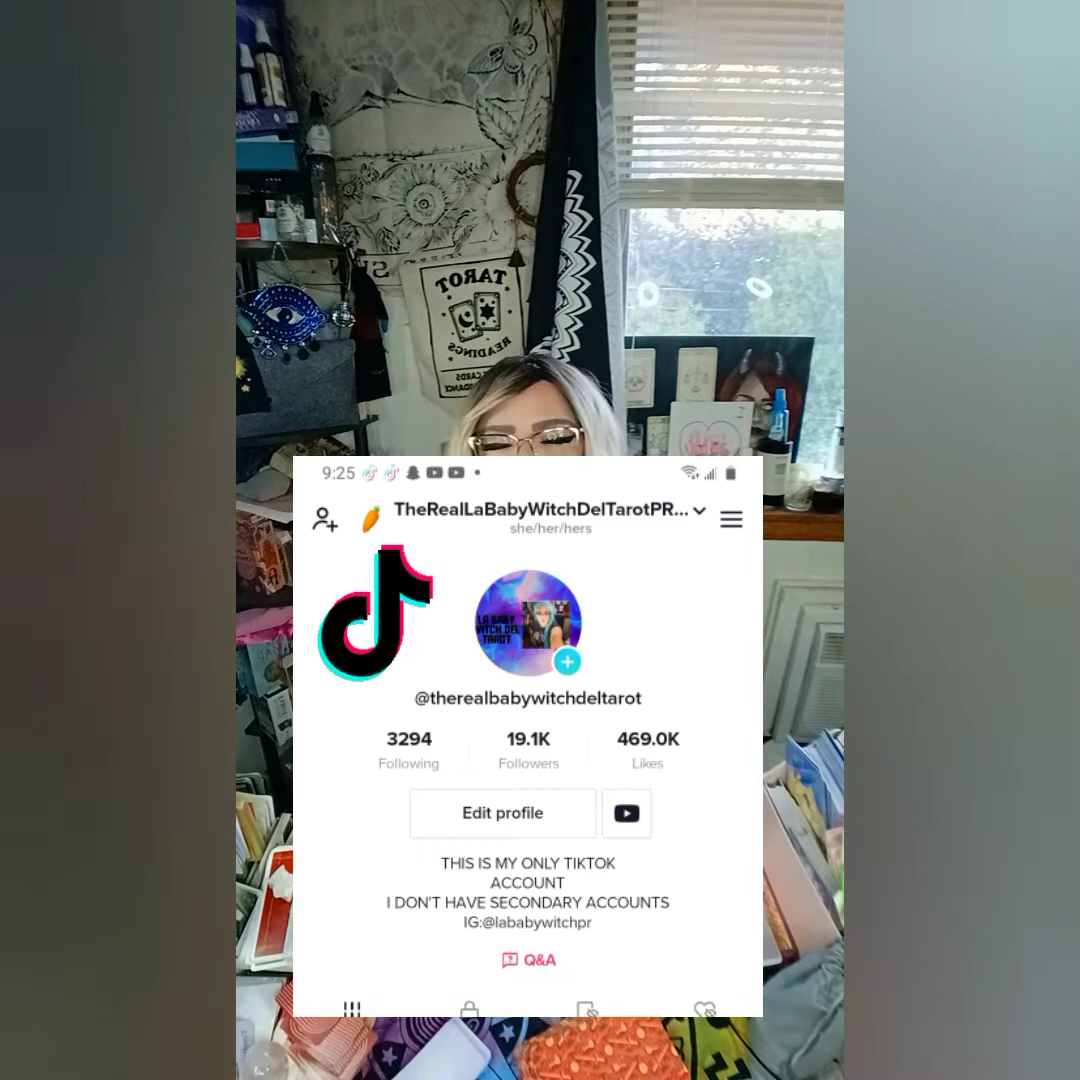 TAROT
READINGS
9:25
TheRealLaBabyWitchDelTarotPR...
she/her/hers
LA BABY
WITCH DEL
TAROT
@therealbabywitchdeltarot
3294
19.1K
469.0K
Following
Followers
Likes
Edit profile
THIS IS MY ONLY TIKTOK
ACCOUNT
I DON'T HAVE SECONDARY ACCOUNTS
IG:@lababywitchpr
Q&A